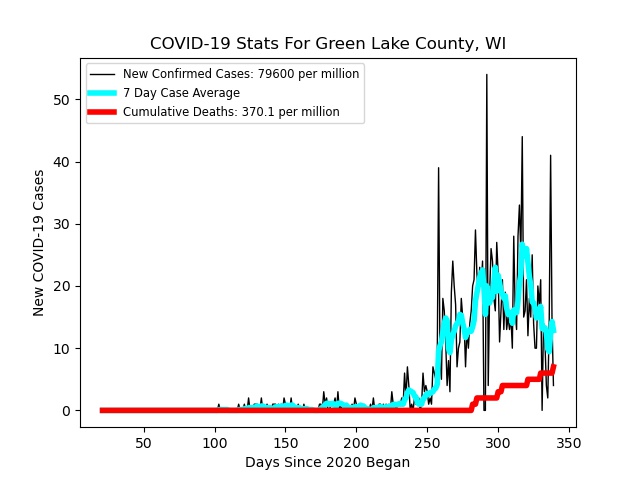 COVID-19 Stats For Green Lake County, WI
New Confirmed Cases: 79600 per million
7 Day Case Average
Cumulative Deaths: 370.1 per million
New COVID-19 Cases
50
40
30
20
10
0
50 100 150 200 250 300 350
Days Since 2020 Began